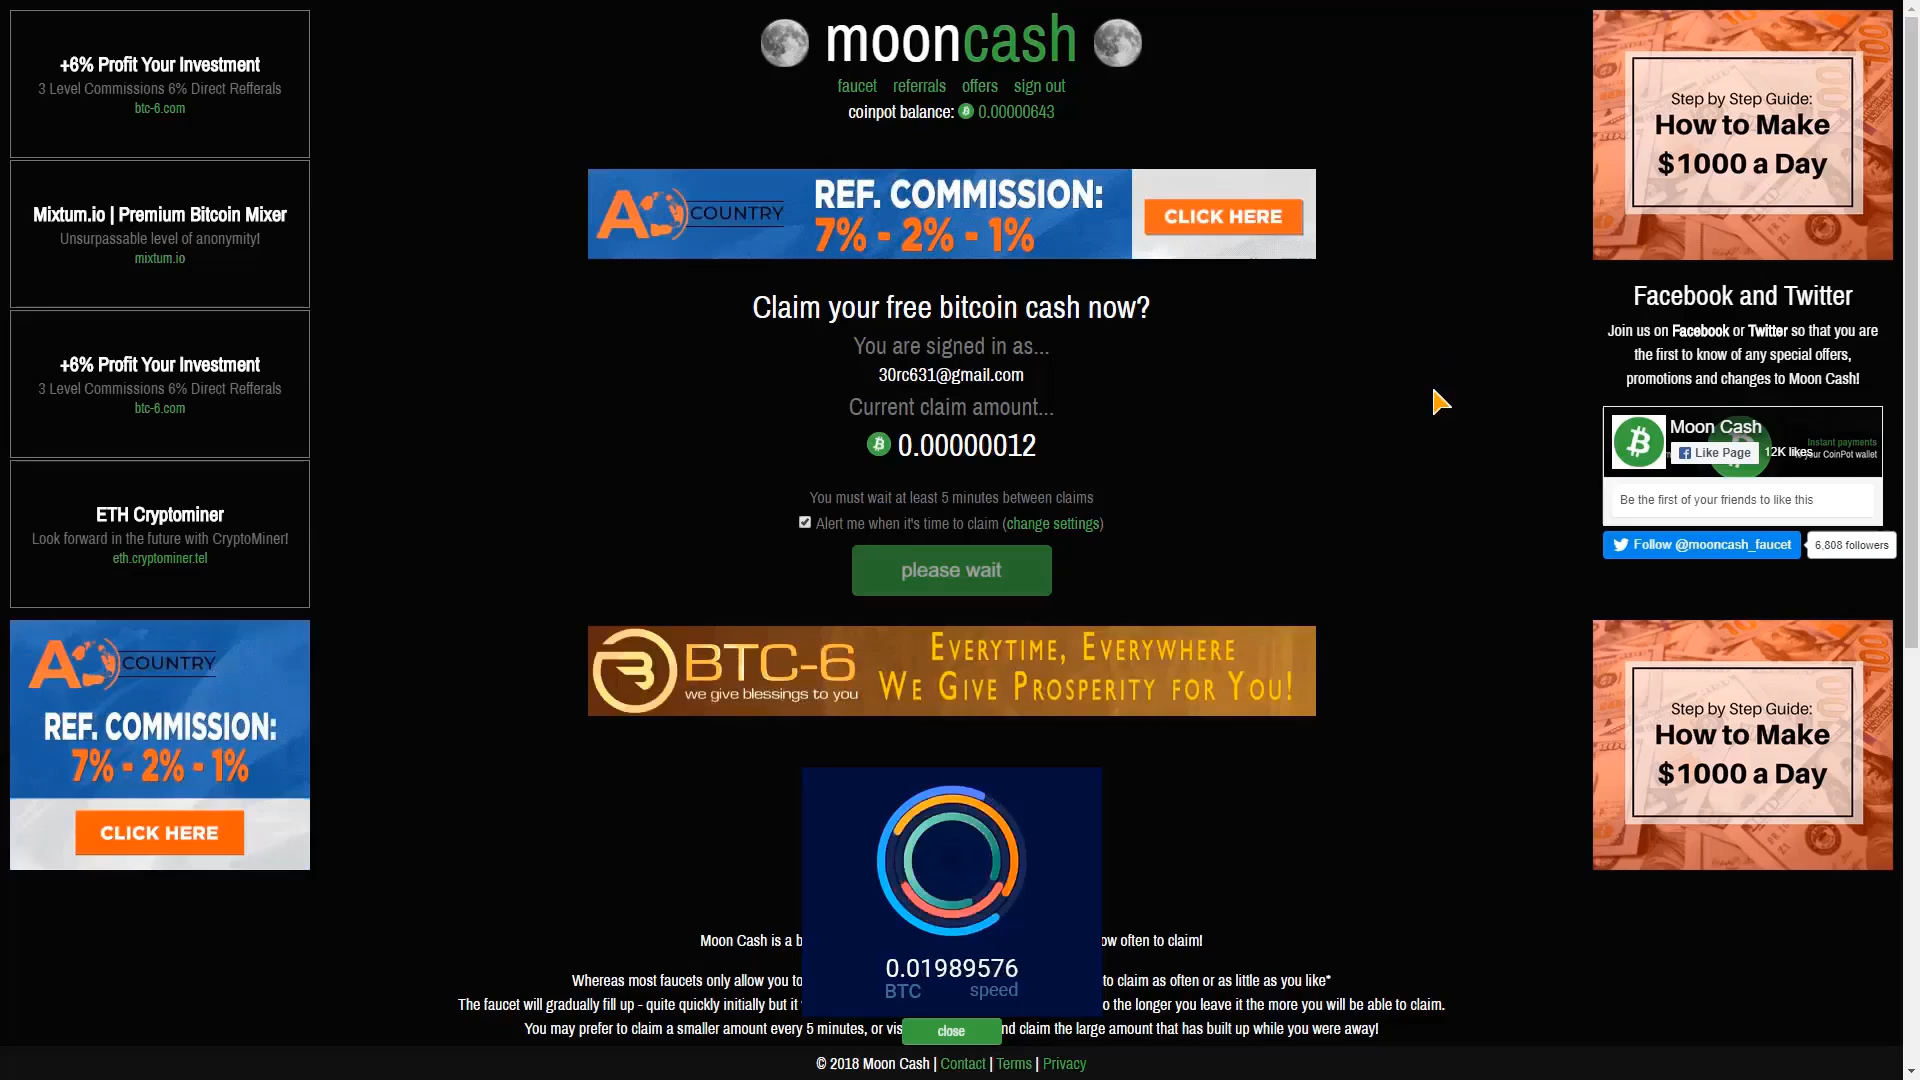 +6% Profit Your Investment
3 Level Commissions 6% Direct Refferals
btc-6.com
Mixtum.io | Premium Bitcoin Mixer
Unsurpassable level of anonymity!
mixtum.io
+6% Profit Your Investment
3 Level Commissions 6% Direct Refferals
btc-6.com
ETH Cryptominer
Look forward in the future with CryptoMiner!
eth.cryptominer.tel
COUNTRY
REF. COMMISSION:
7% - 2% - 1%
CLICK HERE
mooncash
faucet referrals offers sign out
coinpot balance: 0.00000643
COUNTRY
REF. COMMISSION:
7% - 2% - 1%
CLICK HERE
Claim your free bitcoin cash now?
You are signed in as...
30rc631@gmail.com
Current claim amount...
0.00000012
You must wait at least 5 minutes between claims
Alert me when it's time to claim (change settings)
please wait
BTC-6
we give blessings to you
Everytime, Everywhere
We Give Prosperity for You!
0.01989576
BTC speed
Moon Cash is a b ow often to claim!
Whereas most faucets only allow you to to claim as often or as little as you like*
The faucet will gradually fill up - quite quickly initially but it o the longer you leave it the more you will be able to claim.
You may prefer to claim a smaller amount every 5 minutes, or vis nd claim the large amount that has built up while you were away!
close
© 2018 Moon Cash | Contact | Terms | Privacy
Step by Step Guide:
How to Make
$1000 a Day
Facebook and Twitter
Join us on Facebook or Twitter so that you are
the first to know of any special offers,
promotions and changes to Moon Cash!
Moon Cash
Instant payments
Like Page 12K likes
your CoinPot wallet
Be the first of your friends to like this
Follow @mooncash_faucet 6,808 followers
Step by Step Guide:
How to Make
$1000 a Day